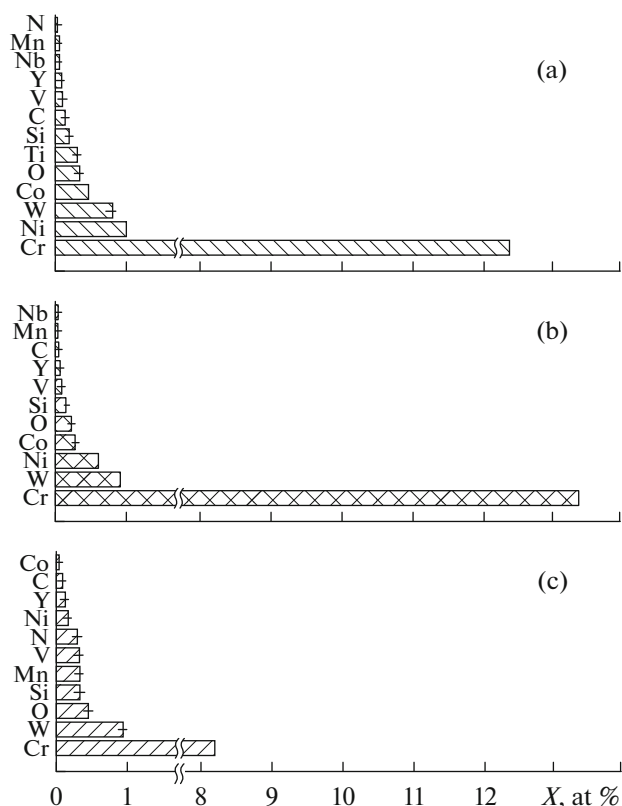 N
Mn
Nb
Y
V
C
Si
Ti
O
Co
W
Ni
Cr
(a)
Nb
Mn
C
Y
V
Si
O
Co
Ni
W
Cr
(b)
Co
C
Y
Ni
N
V
Mn
Si
O
W
Cr
(c)
0 1 8 9 10 11 12 X, at %